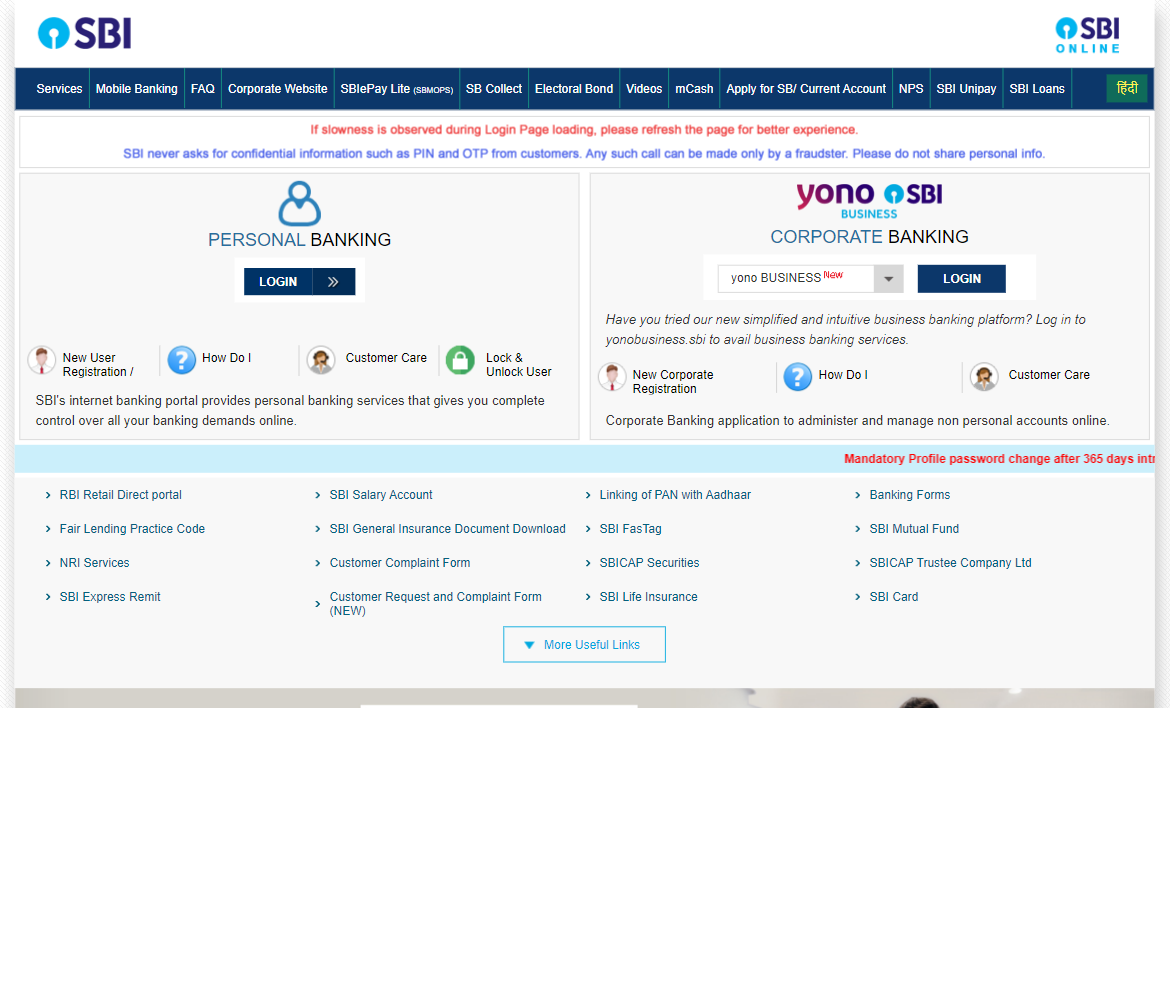 SBI
SBI
ONLINE
Services
Mobile Banking
FAQ
Corporate Website
SBIePay Lite (SBMOPS)
SB Collect
Electoral Bond
Videos
mCash
Apply for SB/ Current Account
NPS
SBI Unipay
SBI Loans
हिंदी
If slowness is observed during Login Page loading, please refresh the page for better experience.
SBI never asks for confidential information such as PIN and OTP from customers. Any such call can be made only by a fraudster. Please do not share personal info.
PERSONAL BANKING
LOGIN
New User
Registration /
How Do I
Customer Care
Lock &
Unlock User
SBI's internet banking portal provides personal banking services that gives you complete
control over all your banking demands online.
yono SBI
BUSINESS
CORPORATE BANKING
yono BUSINESS New
LOGIN
Have you tried our new simplified and intuitive business banking platform? Log in to
yonobusiness.sbi to avail business banking services.
New Corporate
Registration
How Do I
Customer Care
Corporate Banking application to administer and manage non personal accounts online.
Mandatory Profile password change after 365 days intr
RBI Retail Direct portal
SBI Salary Account
Linking of PAN with Aadhaar
Banking Forms
Fair Lending Practice Code
SBI General Insurance Document Download
SBI FasTag
SBI Mutual Fund
NRI Services
Customer Complaint Form
SBICAP Securities
SBICAP Trustee Company Ltd
SBI Express Remit
Customer Request and Complaint Form
(NEW)
SBI Life Insurance
SBI Card
More Useful Links